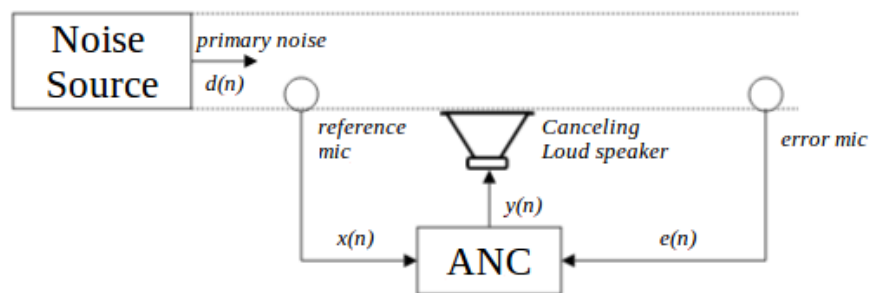 Noise
Source
primary noise
d(n)
reference
mic
Canceling
Loud speaker
error mic
y(n)
x(n)
e(n)
ANC